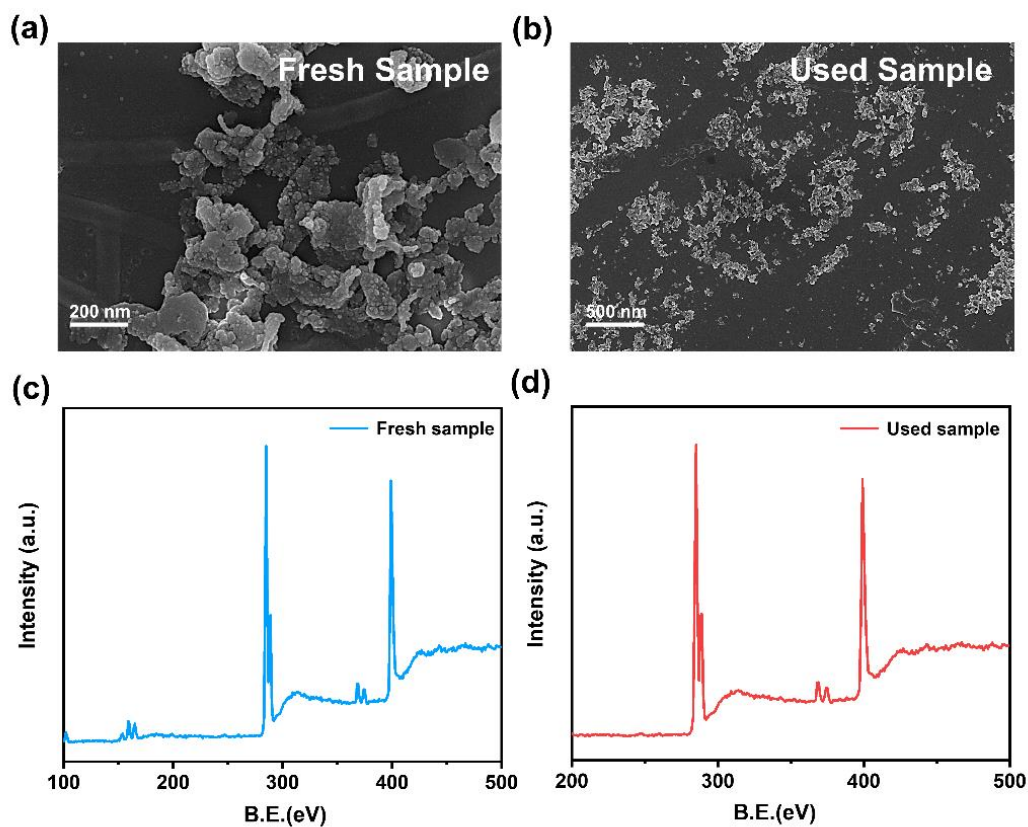 (a)
Fresh Sample
200 nm
(b)
Used Sample
500 nm
(c)
Fresh sample
Intensity (a.u.)
100 200 300 400 500
B.E.(eV)
(d)
Used sample
Intensity (a.u.)
200 300 400 500
B.E.(eV)